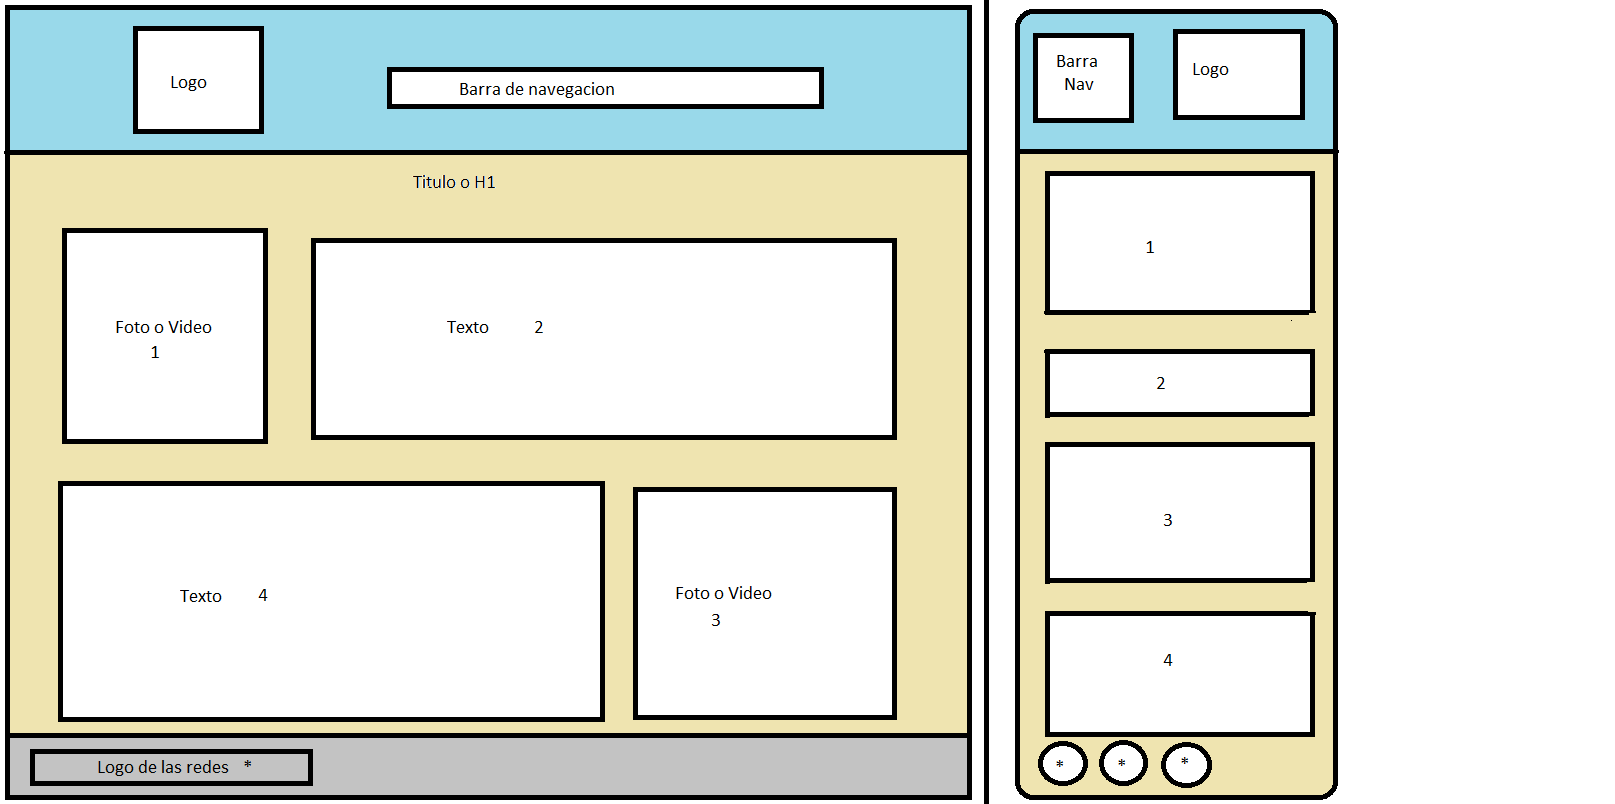 Logo
Barra de navegacion
Titulo o H1
Foto o Video
1
Texto 2
Texto 4
Foto o Video
3
Logo de las redes *
Barra
Nav
Logo
1
2
3
4
* * *